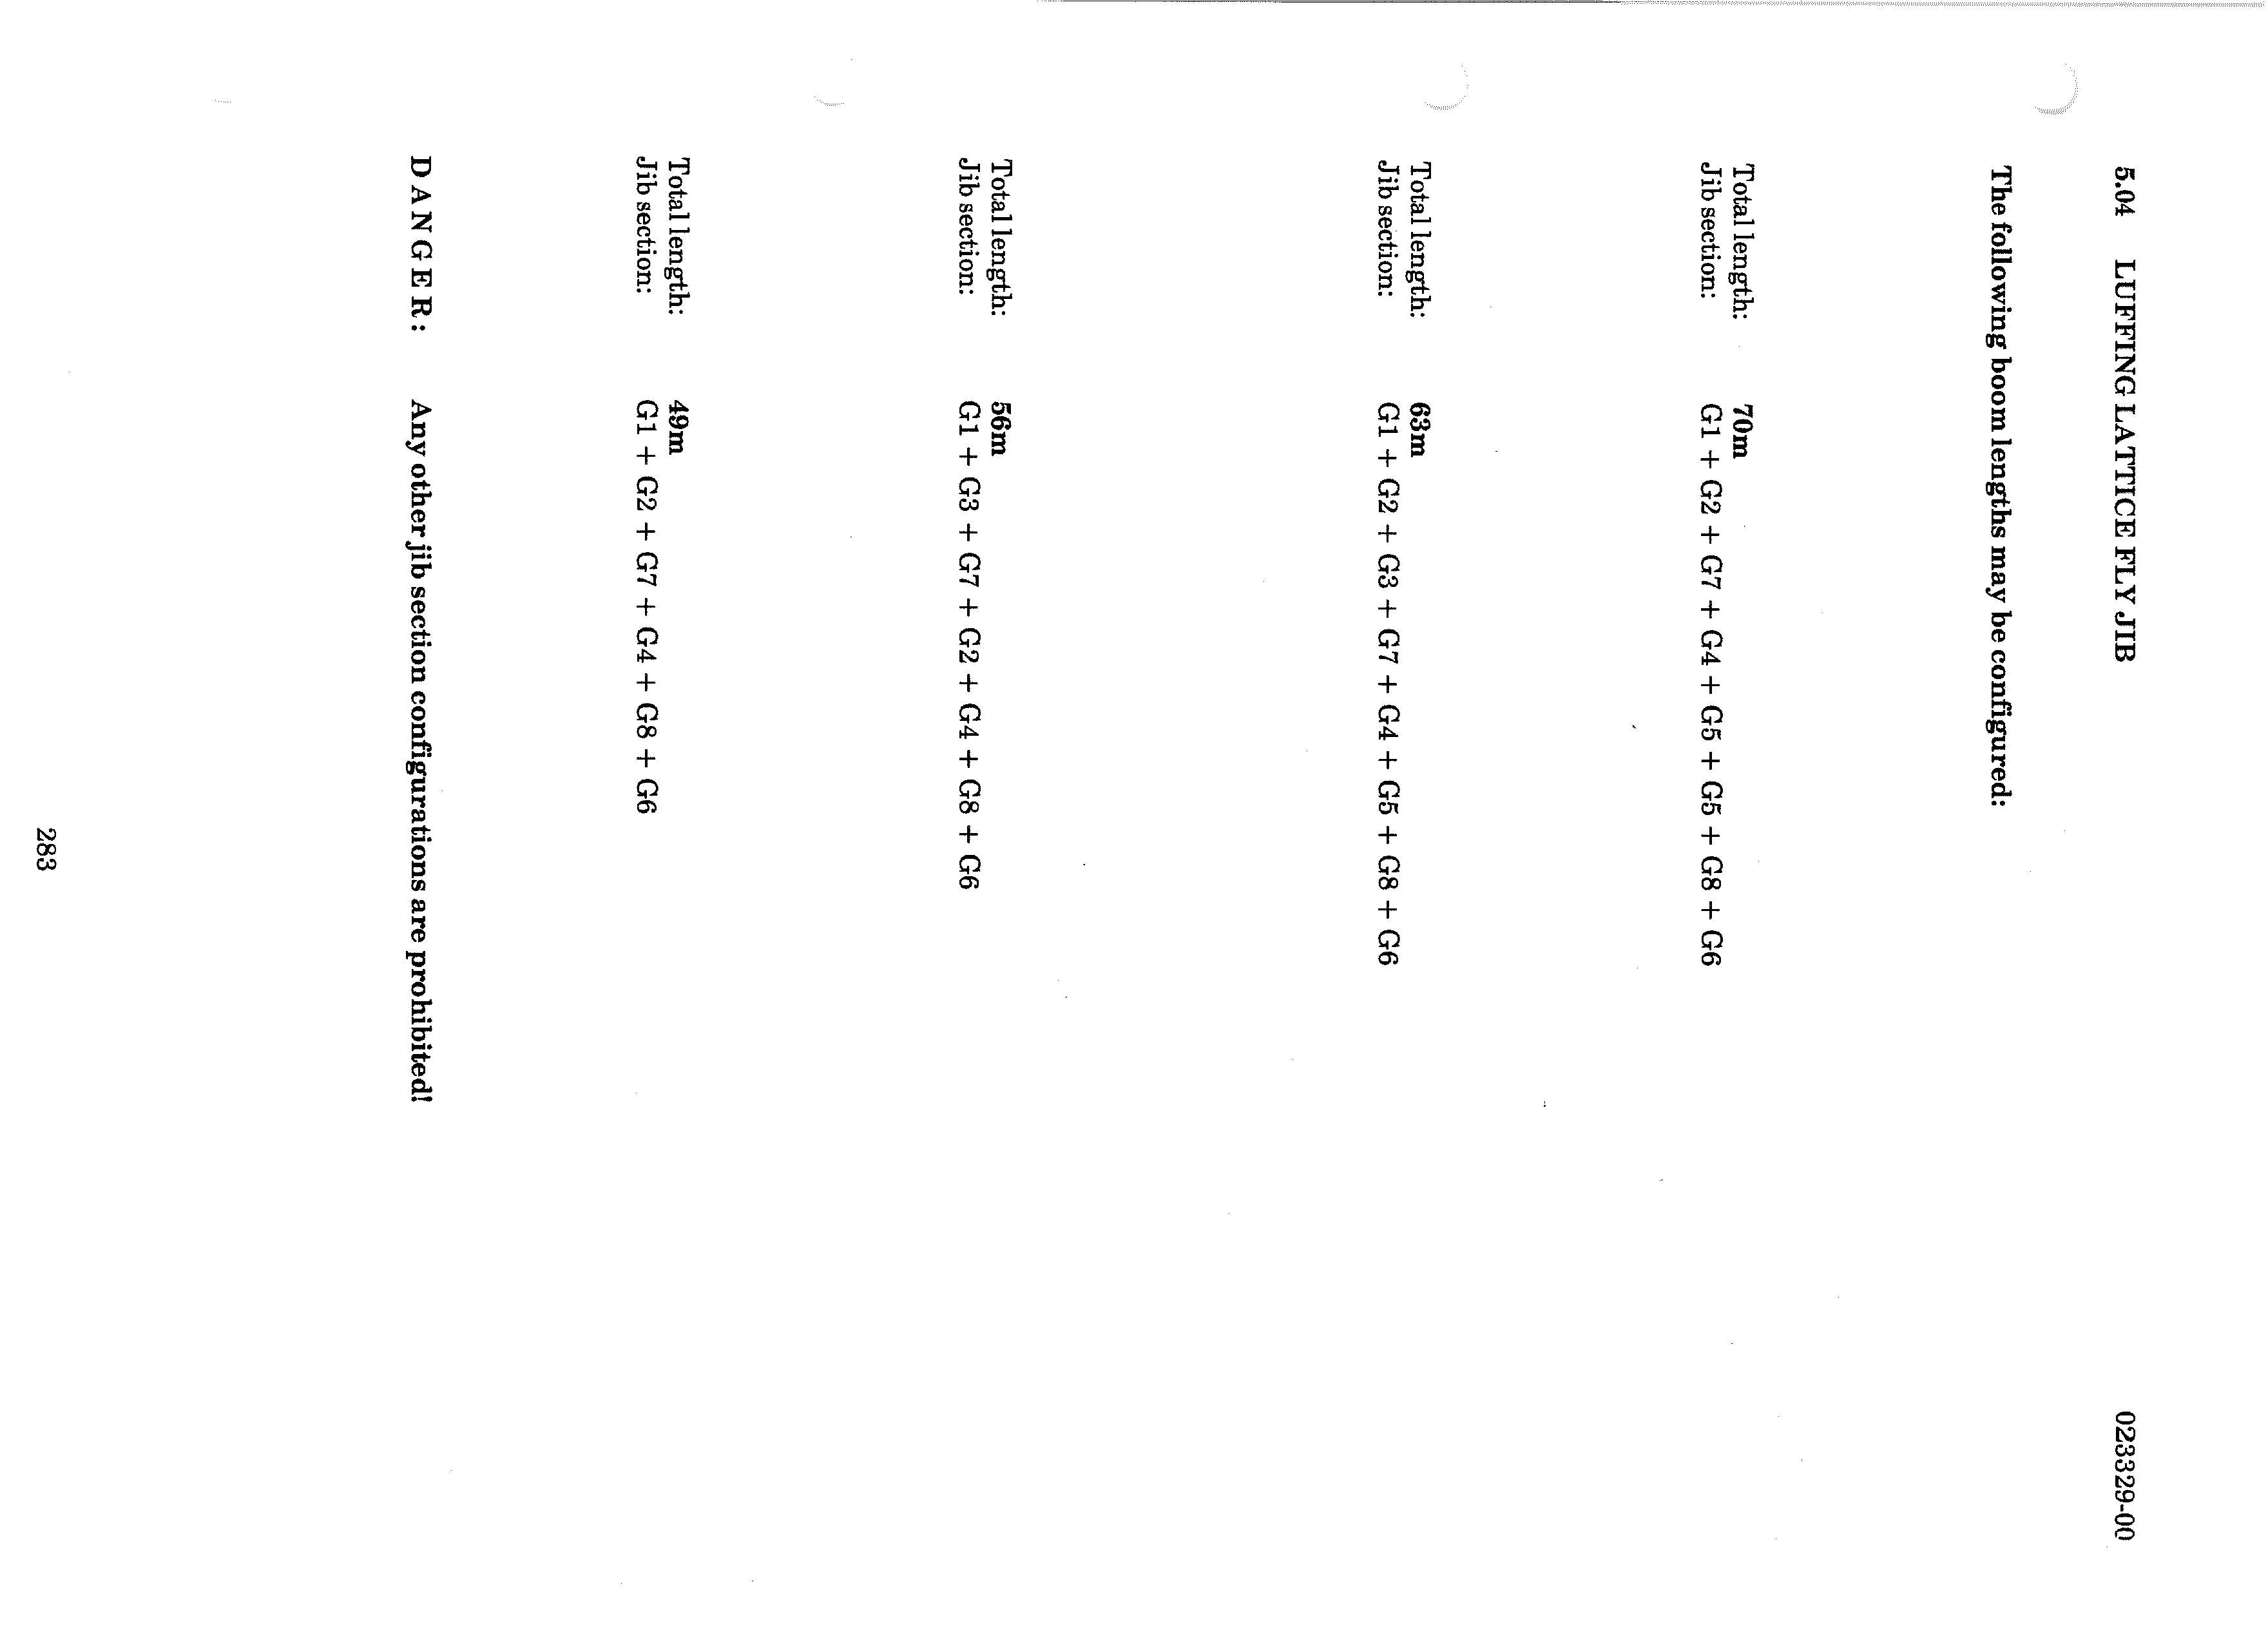 5.04 LUFFING LATTICE FLY JIB 023329-00
The following boom lengths may be configured:
Total length: 70m
Jib section: G1 + G2 + G7 + G4 + G5 + G5 + G8 + G6
Total length: 63m
Jib section: G1 + G2 + G3 + G7 + G4 + G5 + G8 + G6
Total length: 56m
Jib section: G1 + G3 + G7 + G2 + G4 + G8 + G6
Total length: 49m
Jib section: G1 + G2 + G7 + G4 + G8 + G6
D A N G E R : Any other jib section configurations are prohibited!
283